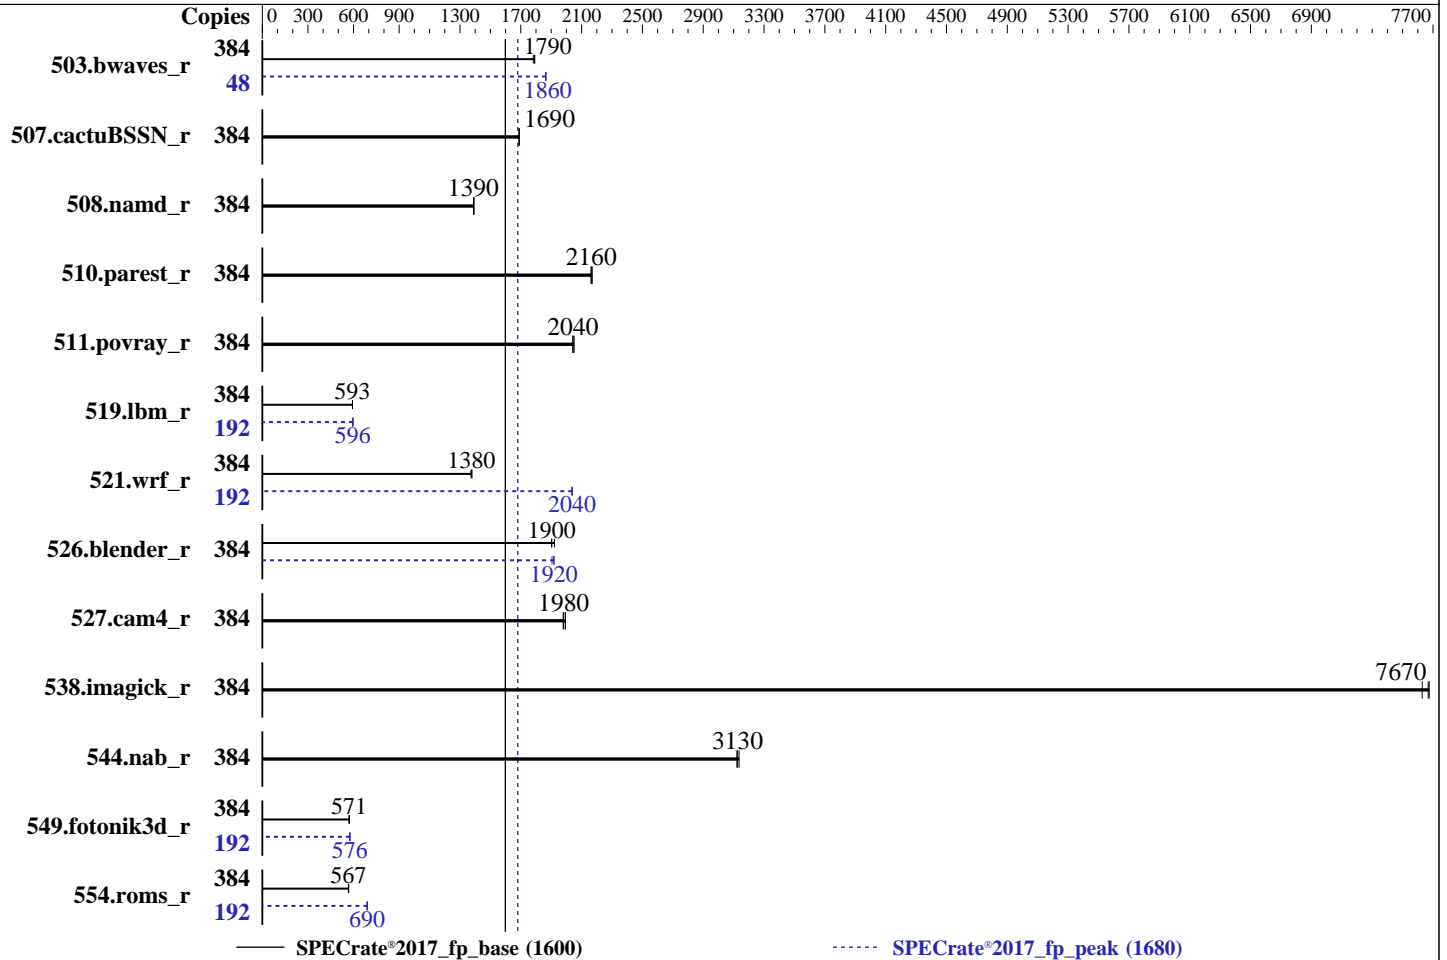 Copies 0 300 600 900 1300 1700 2100 2500 2900 3300 3700 4100 4500 4900 5300 5700 6100 6500 6900 7700
503.bwaves_r 384 1790
48 1860
507.cactuBSSN_r 384 1690
508.namd_r 384 1390
510.parest_r 384 2160
511.povray_r 384 2040
519.lbm_r 384 593
192 596
521.wrf_r 384 1380
192 2040
526.blender_r 384 1900
1920
527.cam4_r 384 1980
538.imagick_r 384 7670
544.nab_r 384 3130
549.fotonik3d_r 384 571
192 576
554.roms_r 384 567
192 690
SPECrate®2017_fp_base (1600) SPECrate®2017_fp_peak (1680)